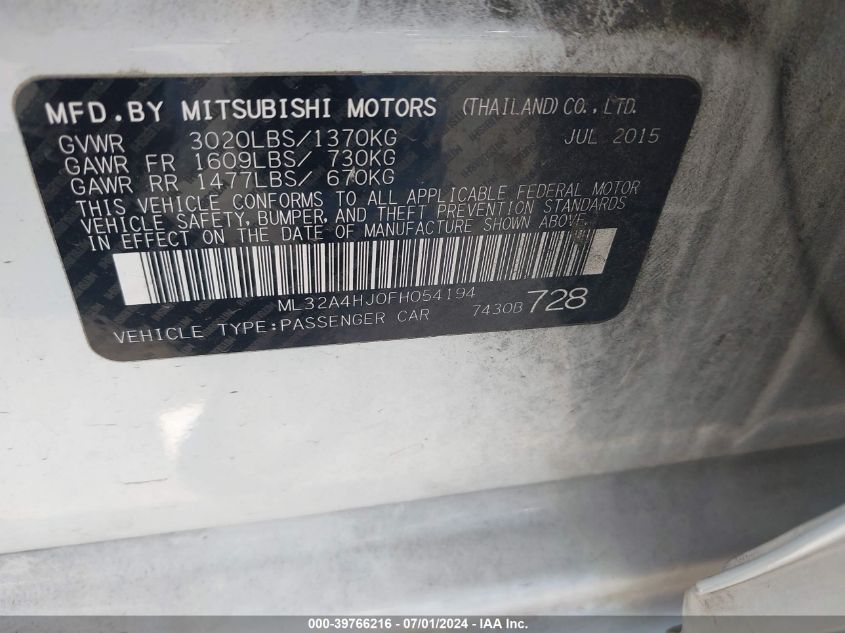 MFD.BY MITSUBISHI MOTORS (THAILAND) CO.,LTD.
GVWR 3020LBS/1370KG JUL 2015
GAWR FR 1609LBS/ 730KG
GAWR RR 1477LBS/ 670KG
THIS VEHICLE CONFORMS TO ALL APPLICABLE FEDERAL MOTOR
VEHICLE SAFETY, BUMPER, AND THEFT PREVENTION STANDARDS
IN EFFECT ON THE DATE OF MANUFACTURE SHOWN ABOVE.
ML32A4HJ0FH054194
VEHICLE TYPE:PASSENGER CAR 7430B 728
000-39766216 - 07/01/2024 - IAA Inc.